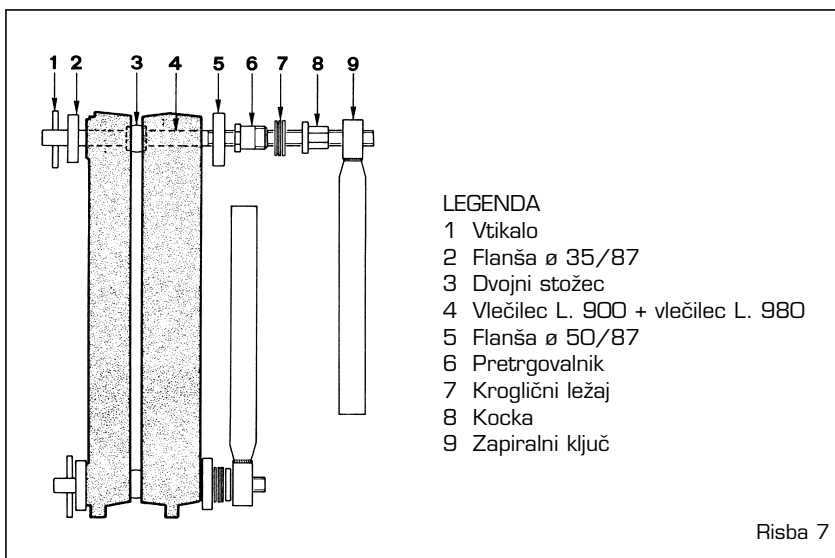 1 2 3 4 5 6 7 8 9
LEGENDA
1 Vtikalo
2 Flanša ø 35/87
3 Dvojni stožec
4 Vlečilec L. 900 + vlečilec L. 980
5 Flanša ø 50/87
6 Pretrgovalnik
7 Kroglični ležaj
8 Kocka
9 Zapiralni ključ
Risba 7